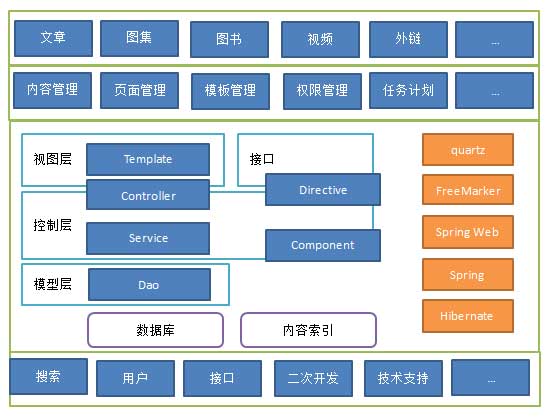 文章
图集
图书
视频
外链
...
内容管理
页面管理
模板管理
权限管理
任务计划
...
视图层
Template
接口
quartz
Controller
Directive
FreeMarker
控制层
Service
Component
Spring Web
模型层
Dao
Spring
数据库
内容索引
Hibernate
搜索
用户
接口
二次开发
技术支持
...